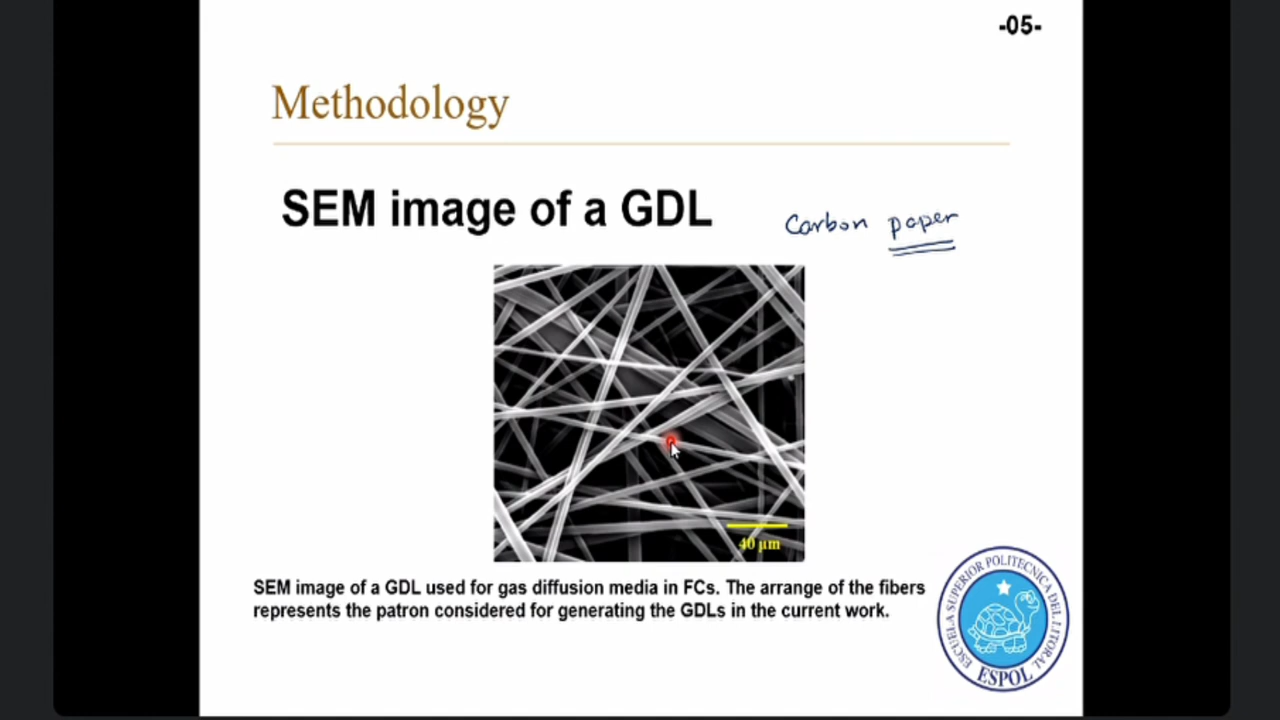 -05-
Methodology
SEM image of a GDL
Carbon paper
40 µm
SEM image of a GDL used for gas diffusion media in FCs. The arrange of the fibers
represents the patron considered for generating the GDLs in the current work.
ESCUELA SUPERIOR POLITECNICA DEL LITORAL
ESPOL